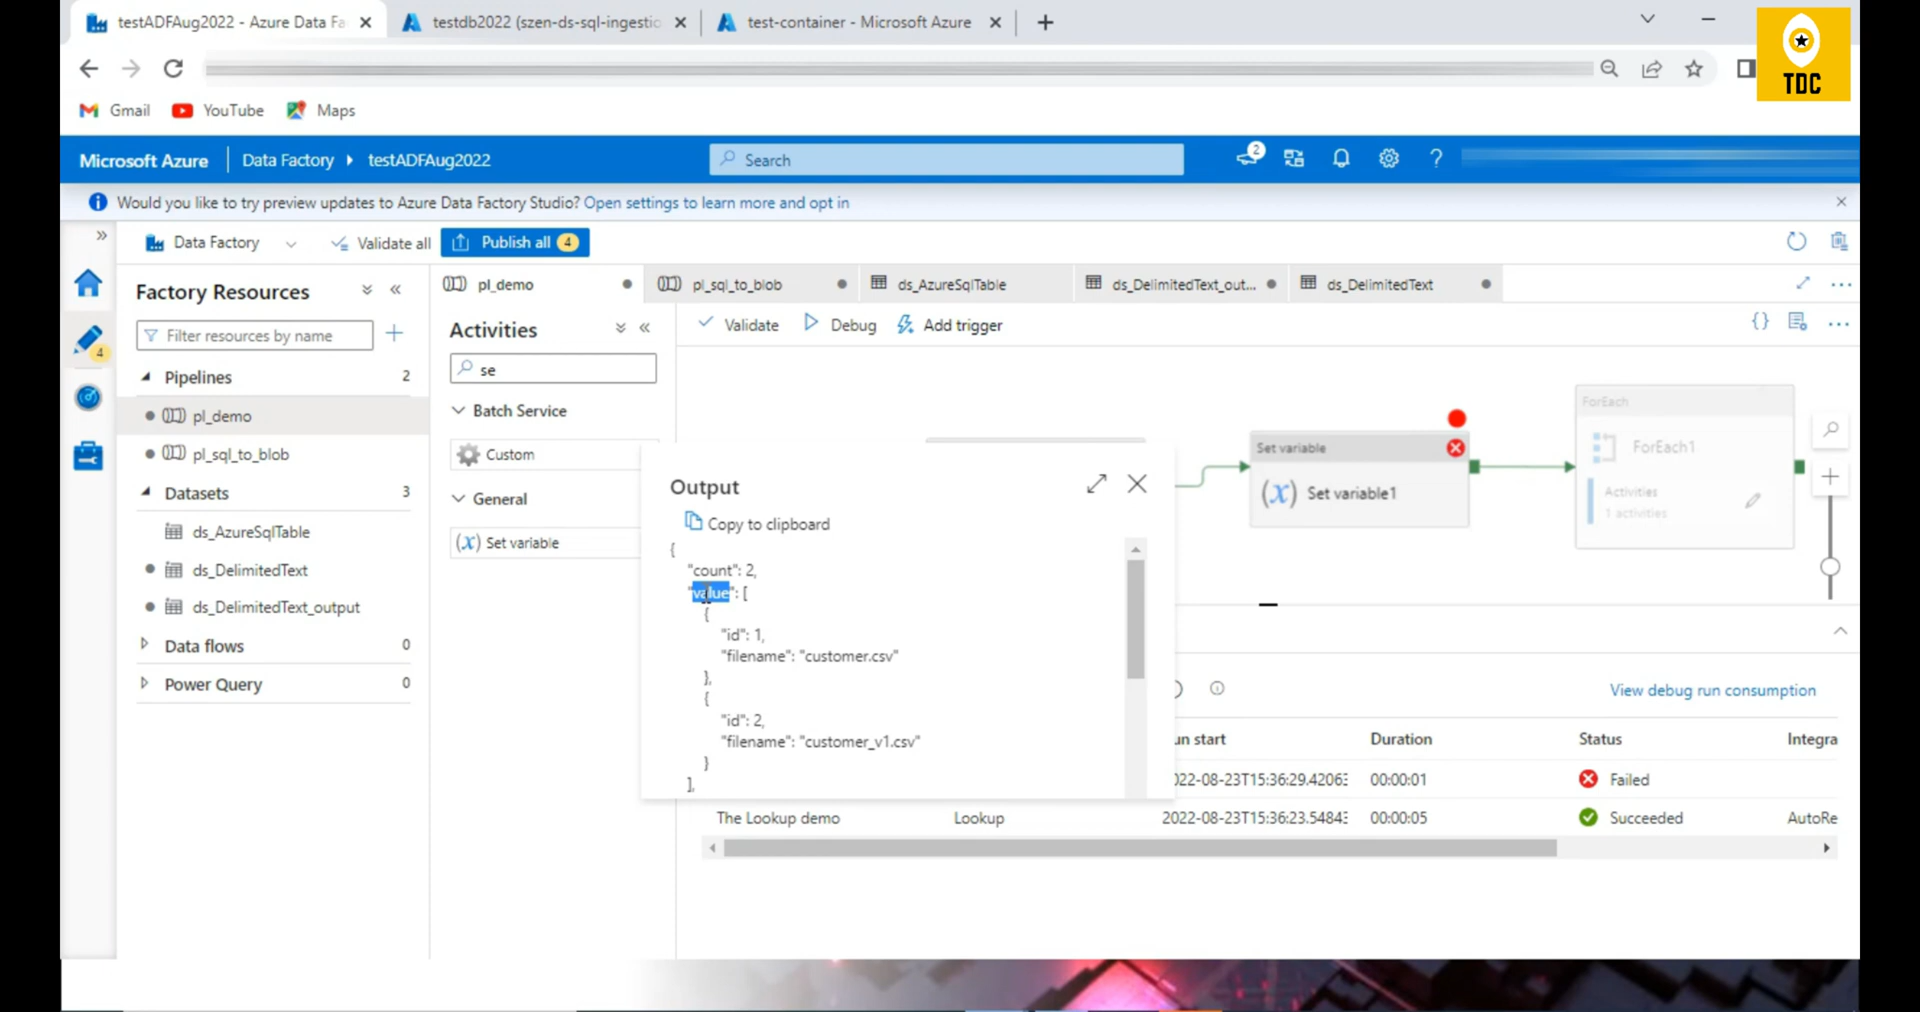 testADFAug2022 - Azure Data Fa
testdb2022 (szen-ds-sql-ingestio
test-container - Microsoft Azure
TDC
Gmail
YouTube
Maps
Microsoft Azure
Data Factory
testADFAug2022
Search
2
Would you like to try preview updates to Azure Data Factory Studio? Open settings to learn more and opt in
Data Factory
Validate all
Publish all 4
Factory Resources
Filter resources by name
4
Pipelines 2
pl_demo
pl_sql_to_blob
Datasets 3
ds_AzureSqlTable
ds_DelimitedText
ds_DelimitedText_output
Data flows 0
Power Query 0
pl_demo
pl_sql_to_blob
ds_AzureSqlTable
ds_DelimitedText_out...
ds_DelimitedText
Activities
se
Batch Service
Custom
General
(x) Set variable
Validate
Debug
Add trigger
{}
Set variable
(x) Set variable1
ForEach
ForEach1
Activities
1 activities
Output
Copy to clipboard
{
"count": 2,
"value": [
{
"id": 1,
"filename": "customer.csv"
},
{
"id": 2,
"filename": "customer_v1.csv"
}
],
View debug run consumption
un start
Duration
Status
Integra
022-08-23T15:36:29.4206
00:00:01
Failed
The Lookup demo
Lookup
2022-08-23T15:36:23.5484
00:00:05
Succeeded
AutoRe